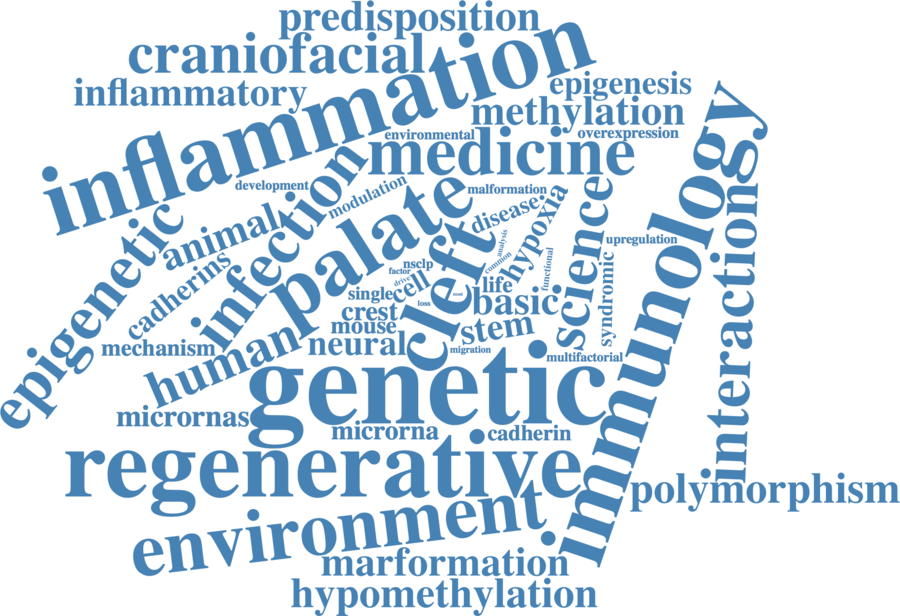 predisposition
craniofacial
inflammation
inflammatory
epigenesis
methylation
environmental
overexpression
medicine
immunology
development
modulation
malformation
infection
palate
disease
hypoxia
science
interaction
epigenetic
animal
cadherins
cleft
analysis
common
functional
upregulation
syndromic
nsclp
factor
drive
cell
single
life
loss
basic
crest
mouse
stem
neural
mechanism
human
migration
multifactorial
genetic
micrornas
microrna
cadherin
regenerative
polymorphism
environment
marformation
hypomethylation